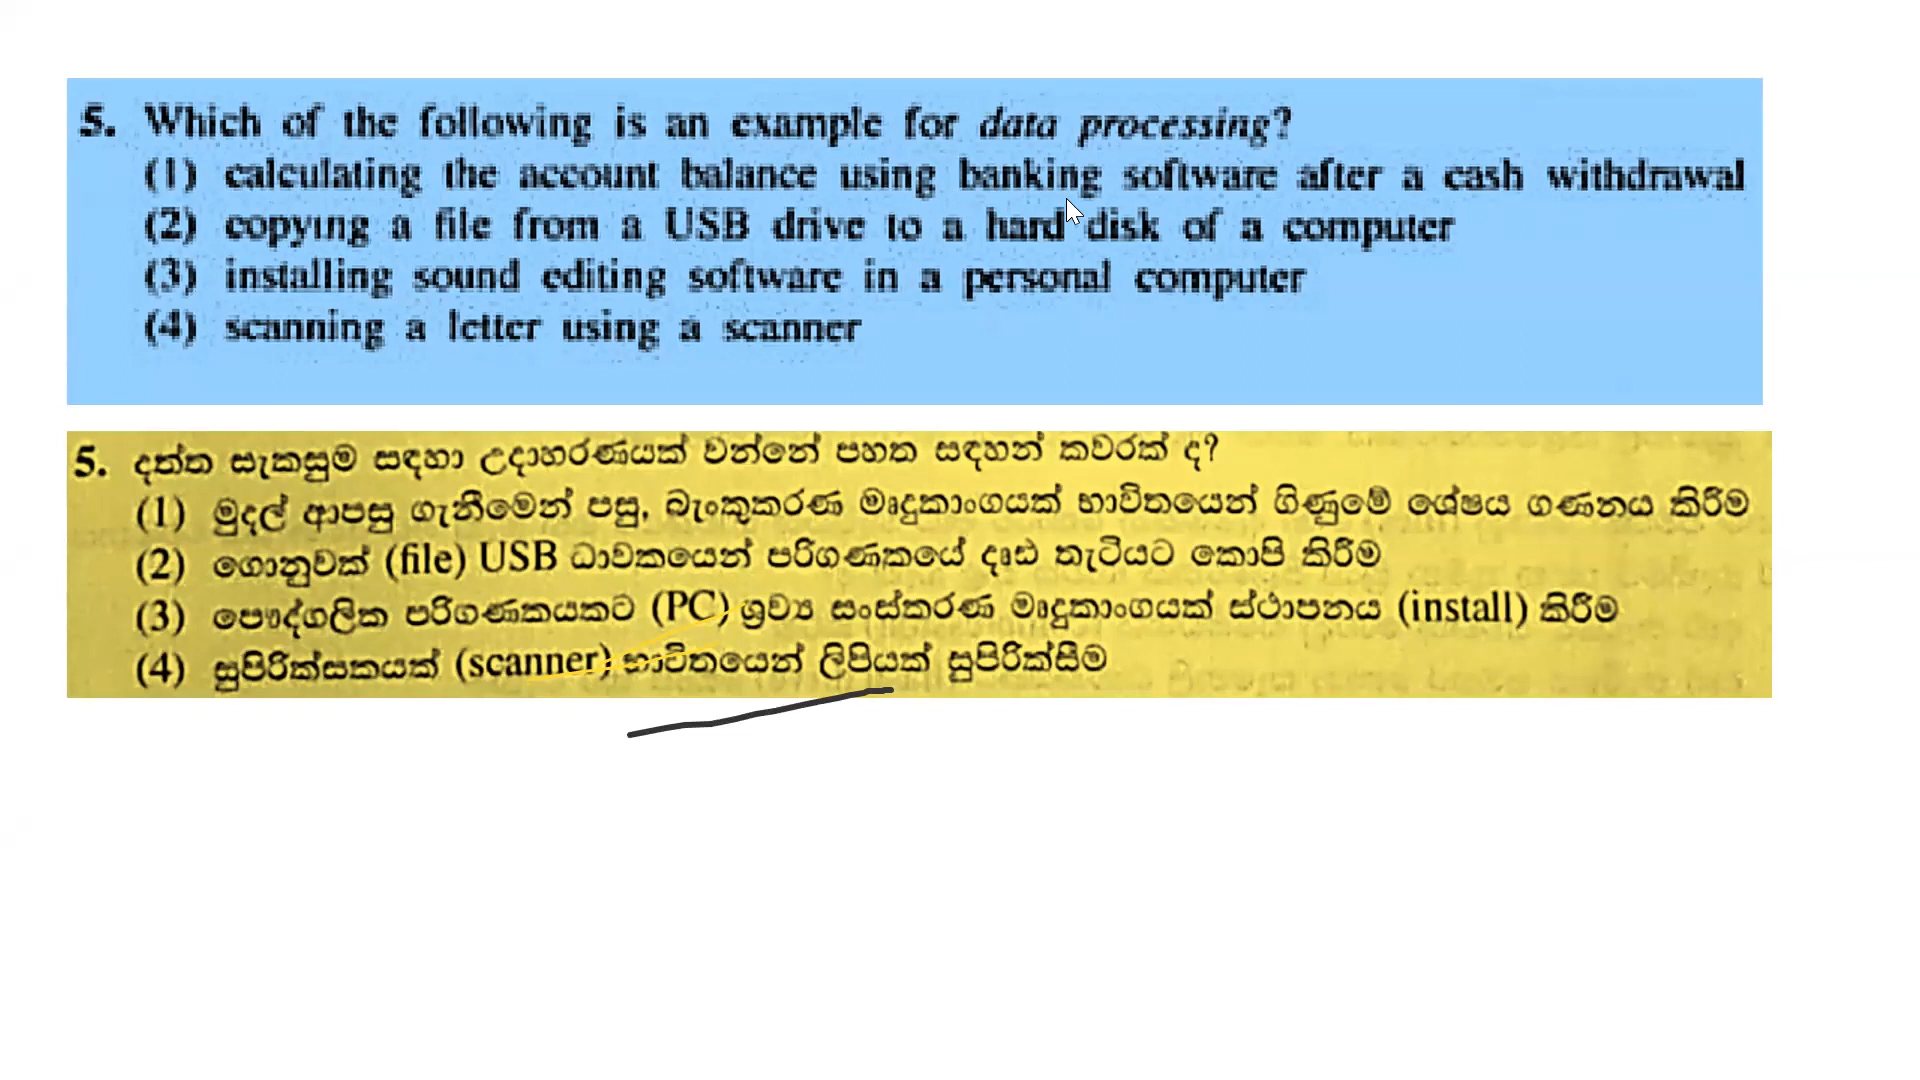 5. Which of the following is an example for data processing?
(1) calculating the account balance using banking software after a cash withdrawal
(2) copying a file from a USB drive to a hard disk of a computer
(3) installing sound editing software in a personal computer
(4) scanning a letter using a scanner
5. දත්ත සැකසුම සඳහා උදාහරණයක් වන්නේ පහත සඳහන් කවරක් ද?
(1) මුදල් ආපසු ගැනීමෙන් පසු, බැංකුකරණ මෘදුකාංගයක් භාවිතයෙන් ගිණුමේ ශේෂය ගණනය කිරීම
(2) ගොනුවක් (file) USB ධාවකයෙන් පරිගණකයේ දෘඪ තැටියට කොපි කිරීම
(3) පෞද්ගලික පරිගණකයකට (PC) ශ්‍රව්‍ය සංස්කරණ මෘදුකාංගයක් ස්ථාපනය (install) කිරීම
(4) සුපිරික්සකයක් (scanner) භාවිතයෙන් ලිපියක් සුපිරික්සීම